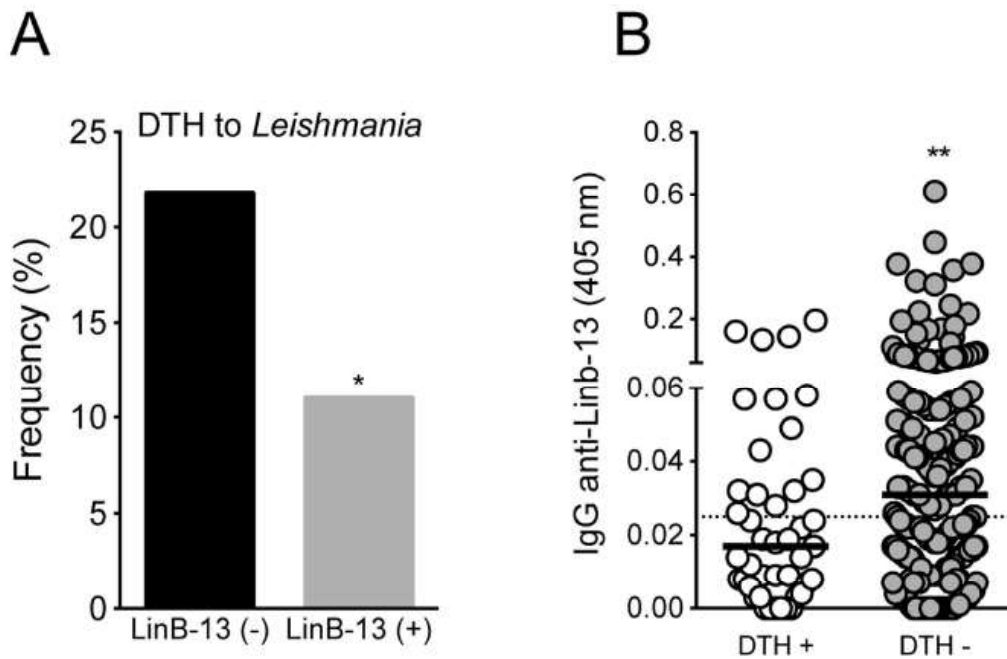 A
DTH to Leishmania
Frequency (%)
25
20
15
10
5
0
*
LinB-13 (-) LinB-13 (+)
B
IgG anti-Linb-13 (405 nm)
0.8
0.6
0.4
0.2
0.06
0.04
0.02
0.00
**
DTH + DTH -